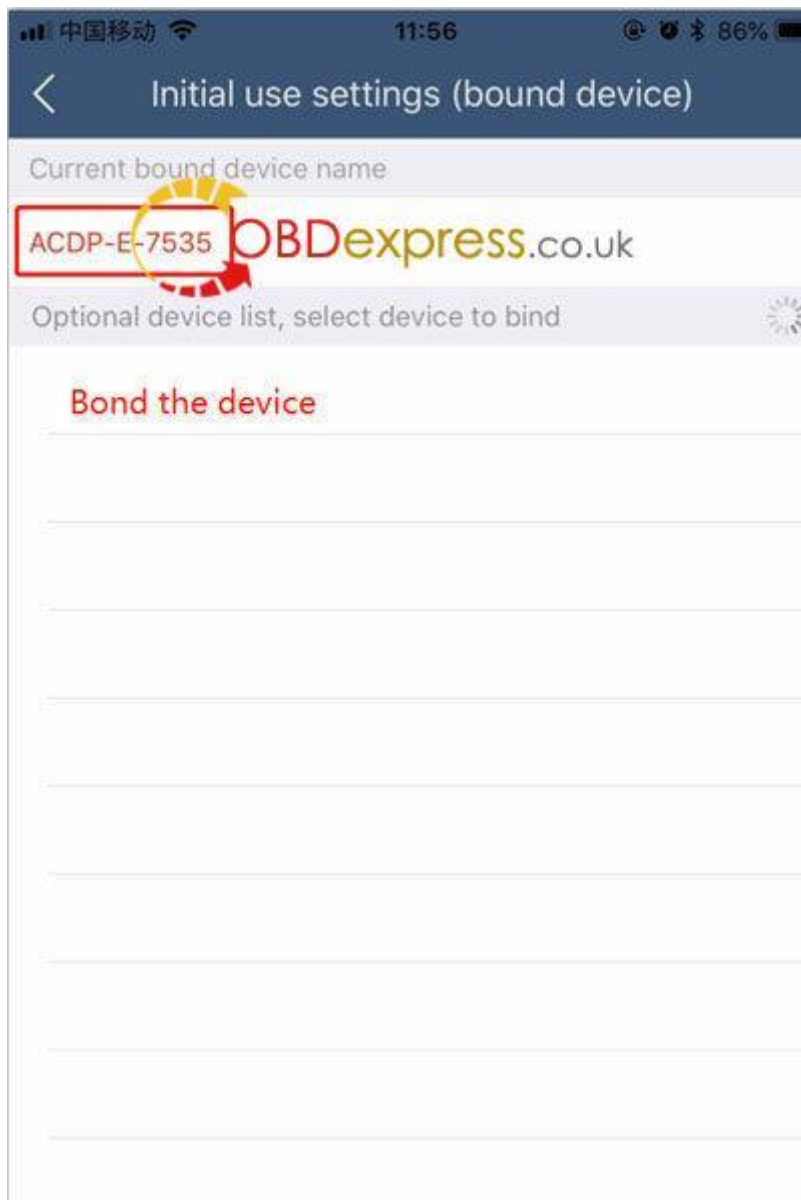 中国移动 11:56 86%
Initial use settings (bound device)
Current bound device name
ACDP-E-7535 OBDexpress.co.uk
Optional device list, select device to bind
Bond the device